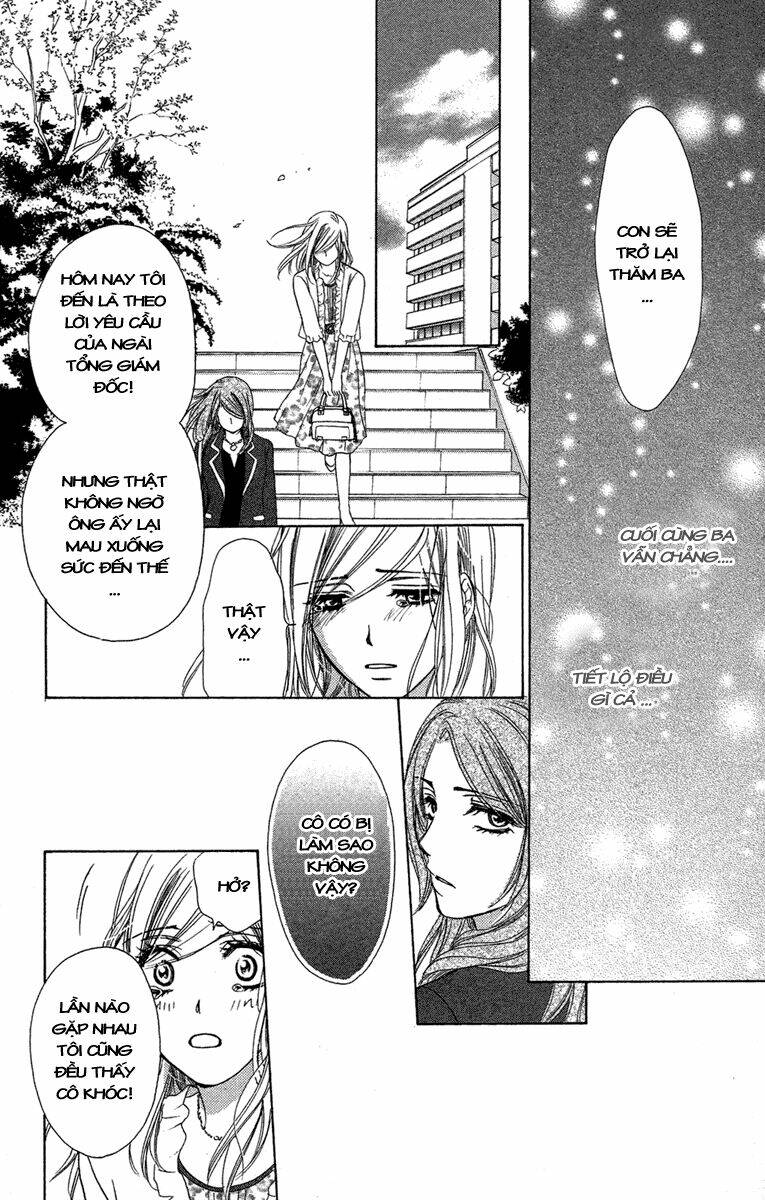 CON SẼ
TRỞ LẠI
THĂM BA
...
CUỐI CÙNG BA
VẪN CHẲNG....
TIẾT LỘ ĐIỀU
GÌ CẢ ...
HÔM NAY TÔI
ĐẾN LÀ THEO
LỜI YÊU CẦU
CỦA NGÀI
TỔNG GIÁM
ĐỐC!
NHƯNG THẬT
KHÔNG NGỜ
ÔNG ẤY LẠI
MAU XUỐNG
SỨC ĐẾN THẾ
...
THẬT
VẬY
...
CÔ CÓ BỊ
LÀM SAO
KHÔNG
VẬY?
HỞ?
LẦN NÀO
GẶP NHAU
TÔI CŨNG
ĐỀU THẤY
CÔ KHÓC!